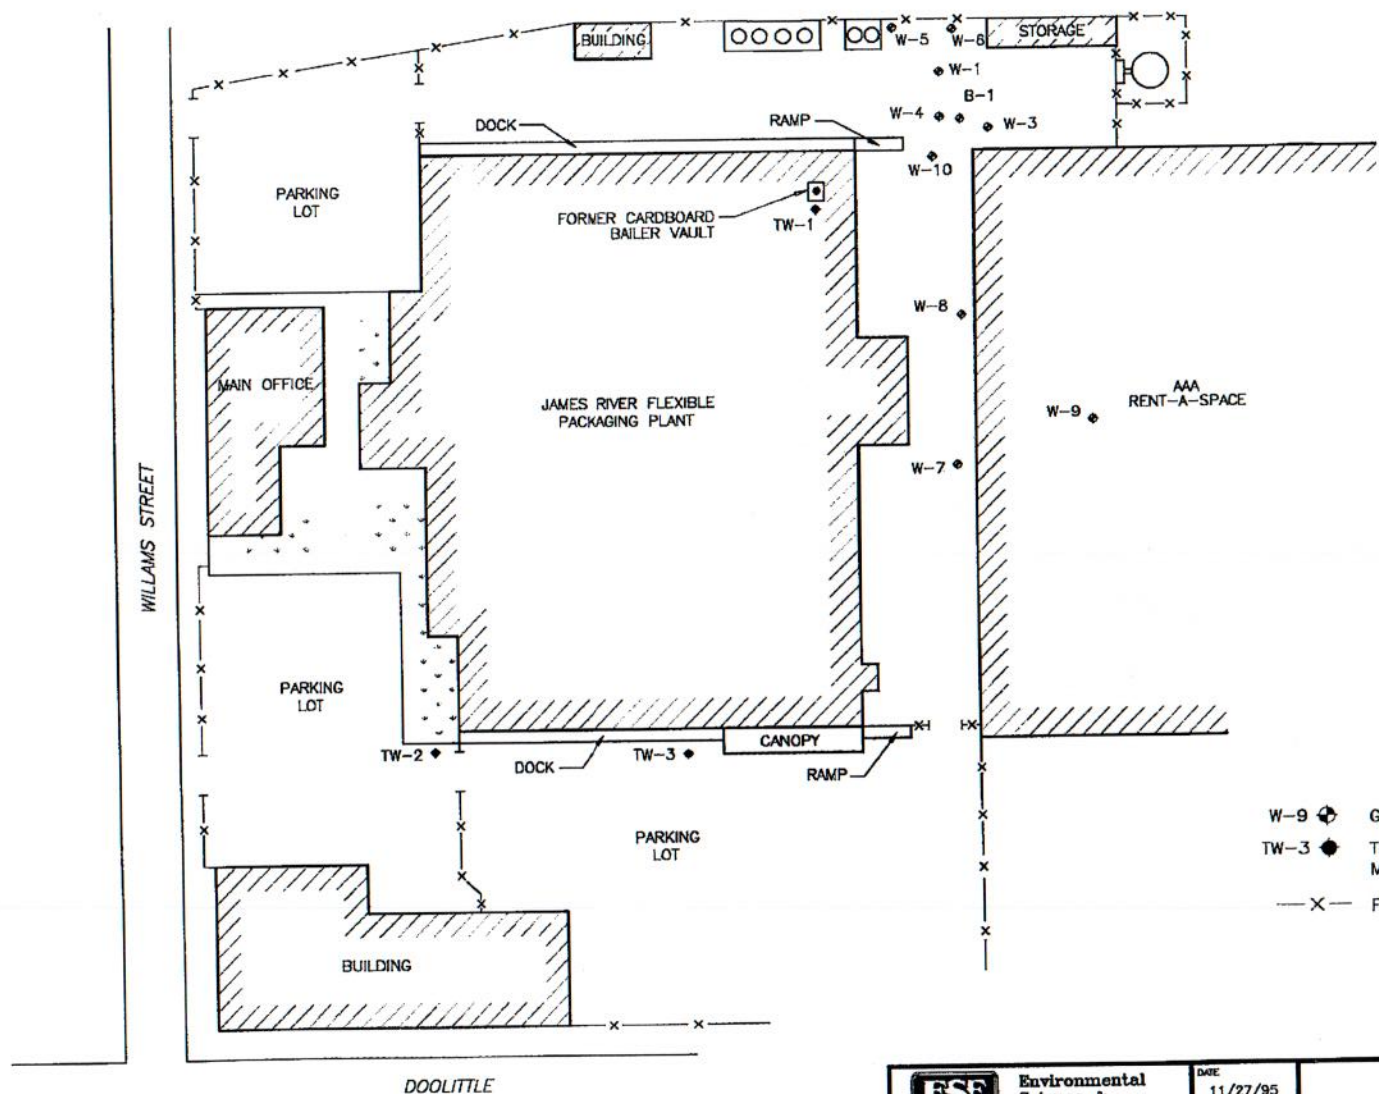 BUILDING
STORAGE
W-5
W-6
W-1
B-1
W-4
W-3
DOCK
RAMP
W-10
PARKING
LOT
FORMER CARDBOARD
BAILER VAULT
TW-1
W-8
MAIN OFFICE
JAMES RIVER FLEXIBLE
PACKAGING PLANT
AAA
RENT-A-SPACE
W-9
W-7
WILLAMS STREET
PARKING
LOT
TW-2
DOCK
TW-3
CANOPY
RAMP
PARKING
LOT
W-9
G
TW-3
T
M
X
F
BUILDING
DOOLITTLE
ESE
Environmental
DATE
11/27/95